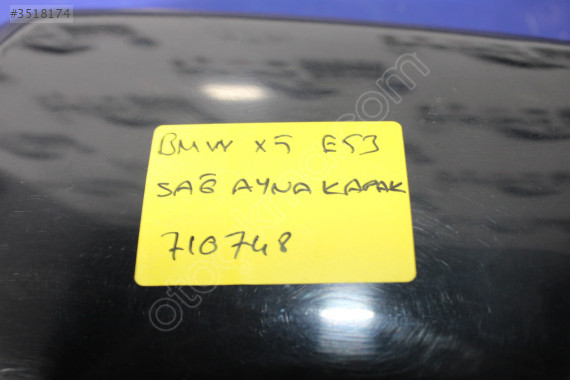 #3518174
BMW X5 E53
SAĞ AYNA KAPAK
710748